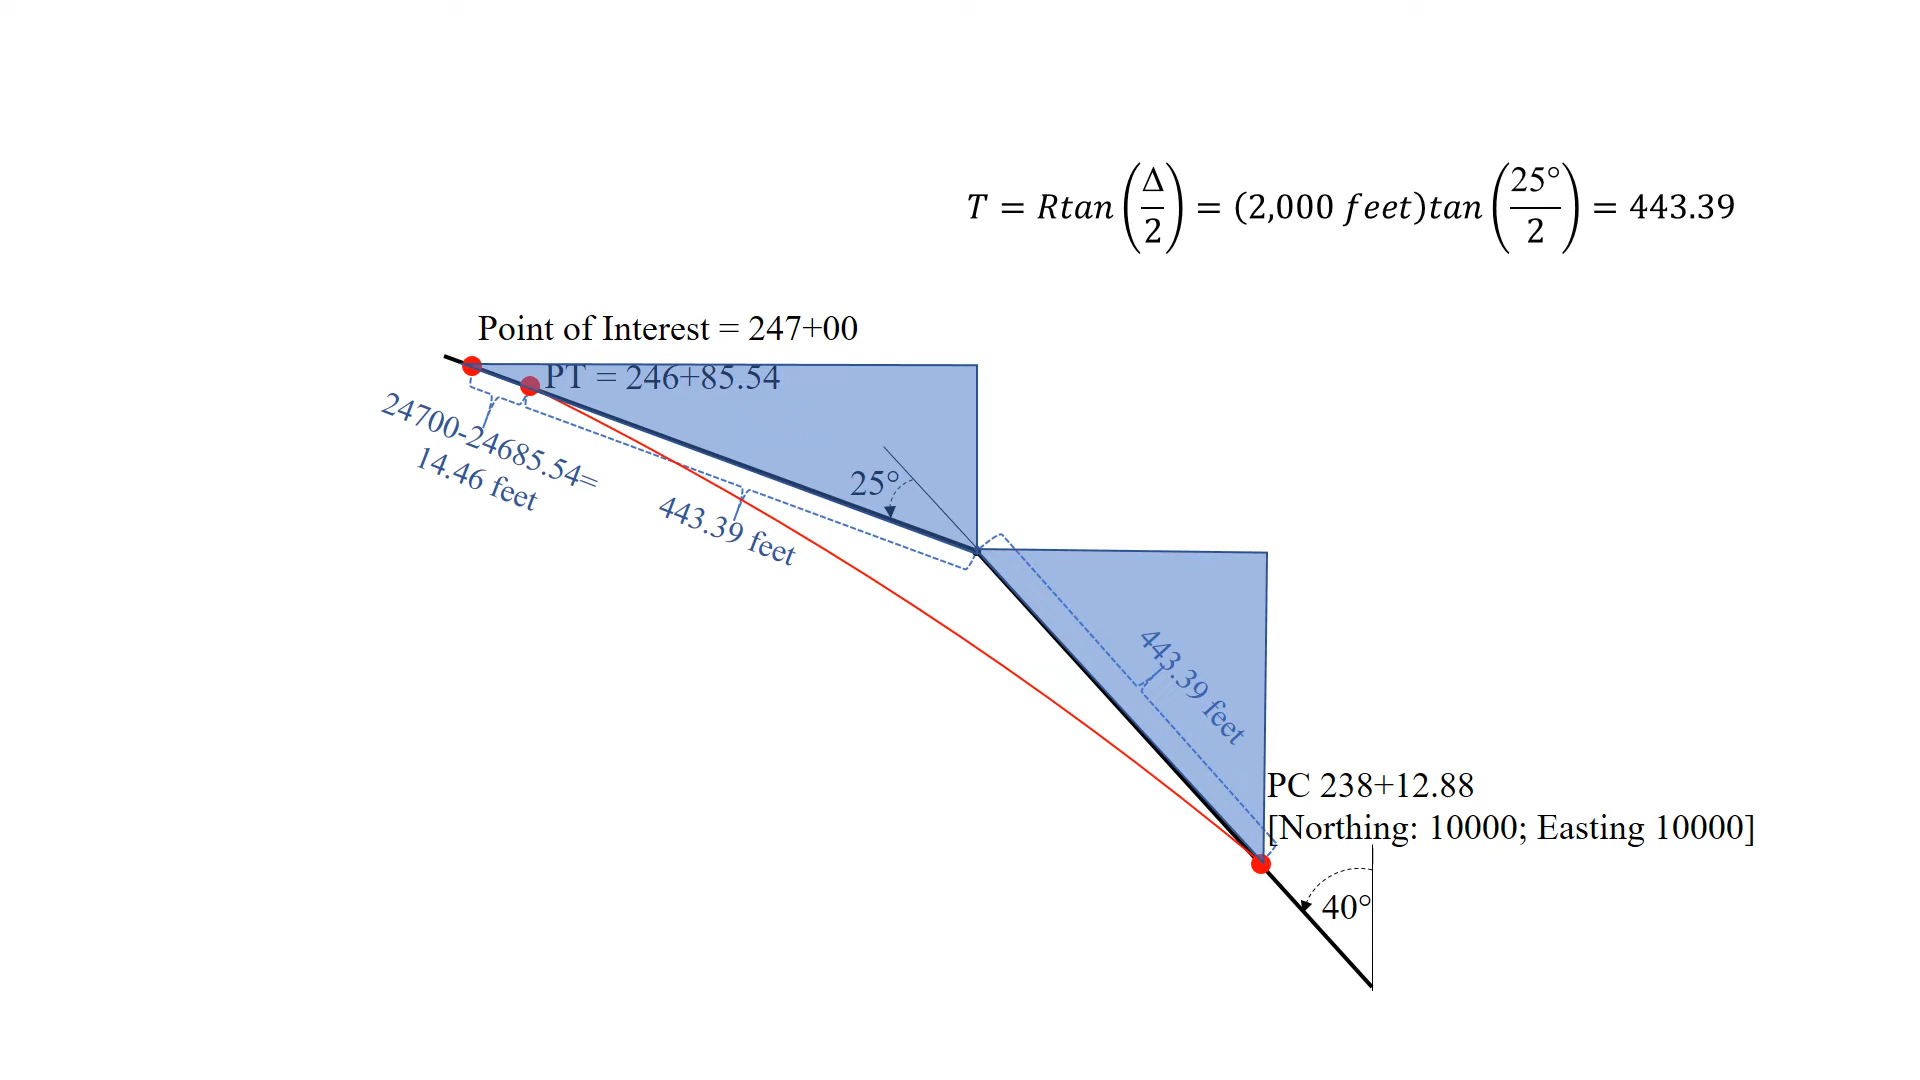 T = Rtan(Δ/2) = (2,000 feet)tan(25°/2) = 443.39
Point of Interest = 247+00
PT = 246+85.54
24700-24685.54=
14.46 feet
25°
443.39 feet
443.39 feet
PC 238+12.88
[Northing: 10000; Easting 10000]
40°